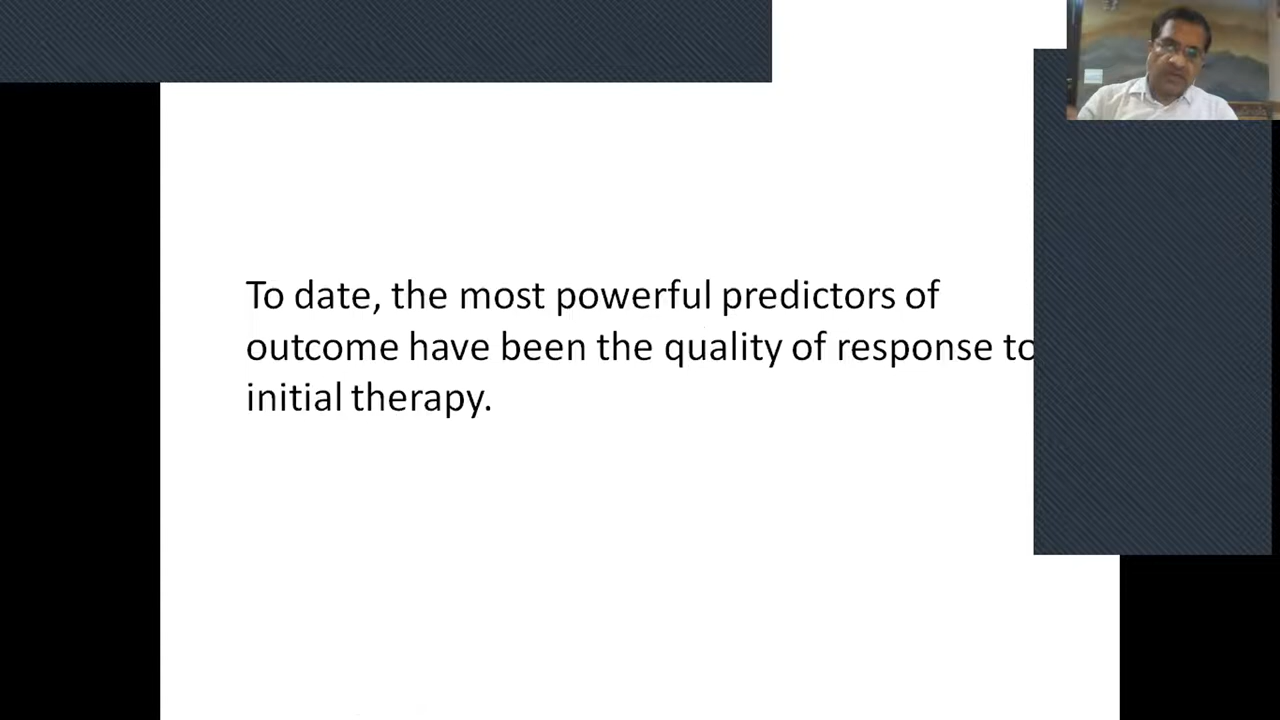 To date, the most powerful predictors of
outcome have been the quality of response to
initial therapy.